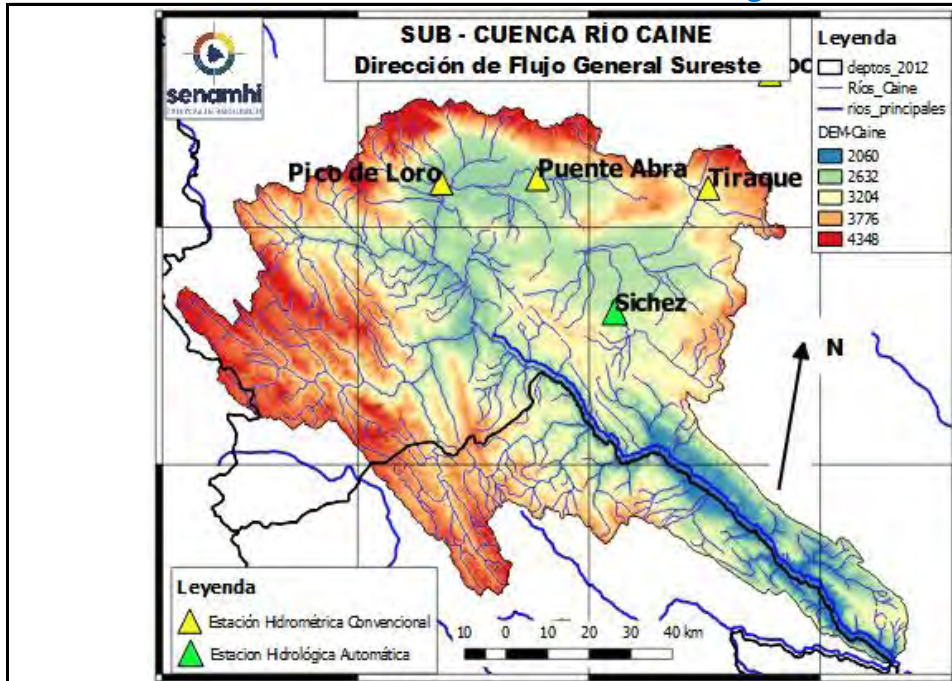 SUB - CUENCA RÍO CAINE
Dirección de Flujo General Sureste
senamhi
Leyenda
deptos_2012
Ríos_Caine
rios_principales
DEM-Caine
2060
2632
3204
3776
4348
Pico de Loro
Puente Abra
Tiraque
Sichez
N
Leyenda
Estación Hidrométrica Convencional
Estacion Hidrológica Automática
10 0 10 20 30 40 km